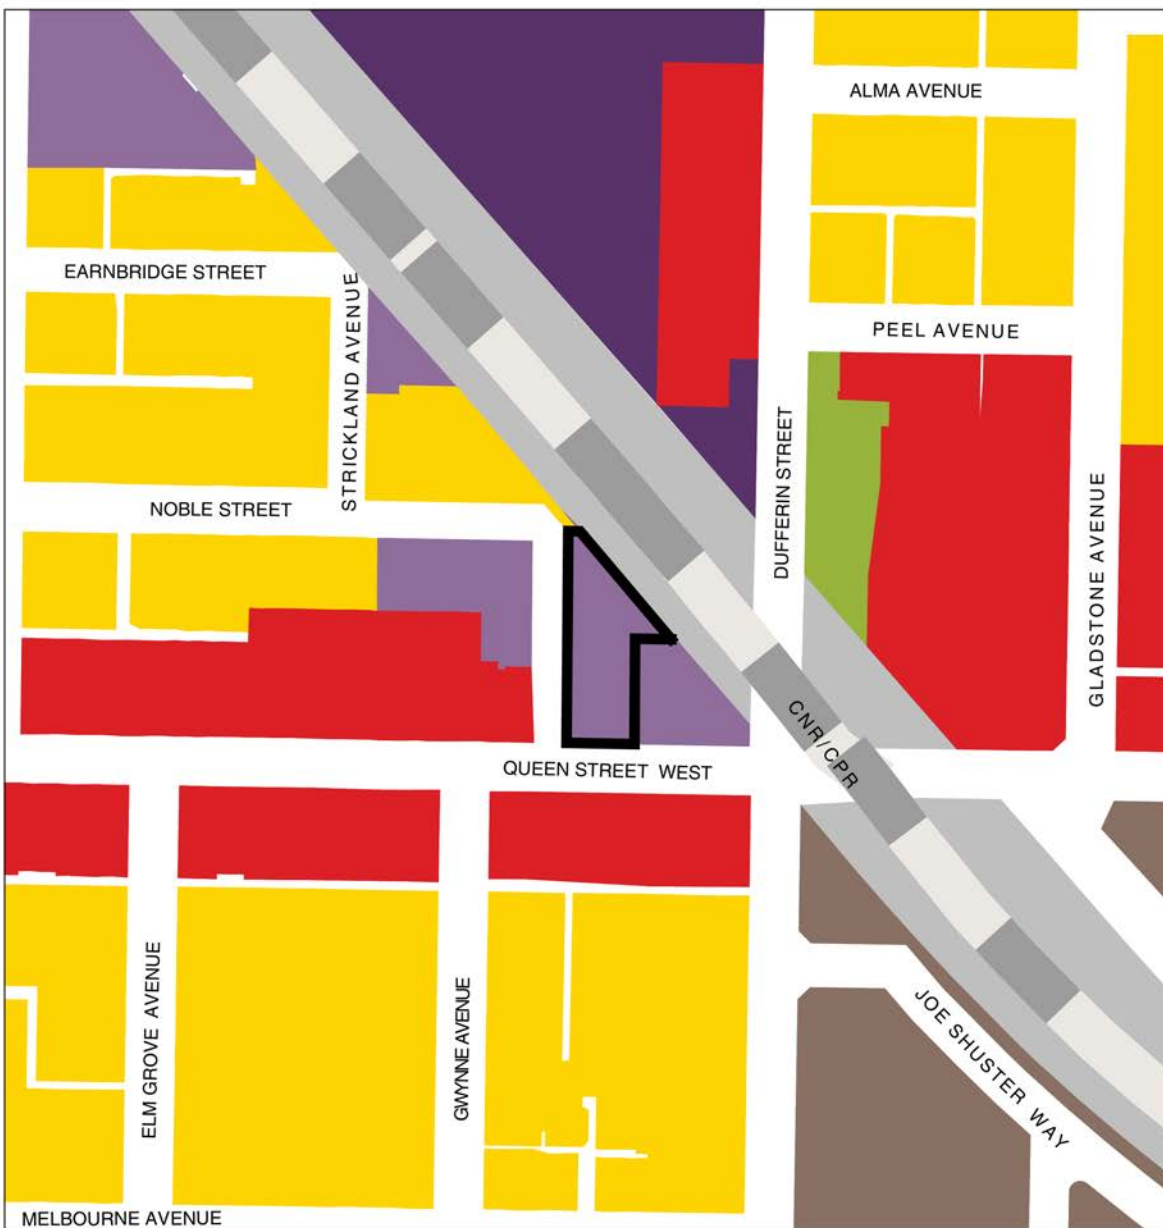 ALMA AVENUE
EARNBRIDGE STREET
STRICKLAND AVENUE
PEEL AVENUE
DUFFERIN STREET
GLADSTONE AVENUE
NOBLE STREET
CNR/CPR
QUEEN STREET WEST
ELM GROVE AVENUE
GWYNNE AVENUE
JOE SHUSTER WAY
MELBOURNE AVENUE